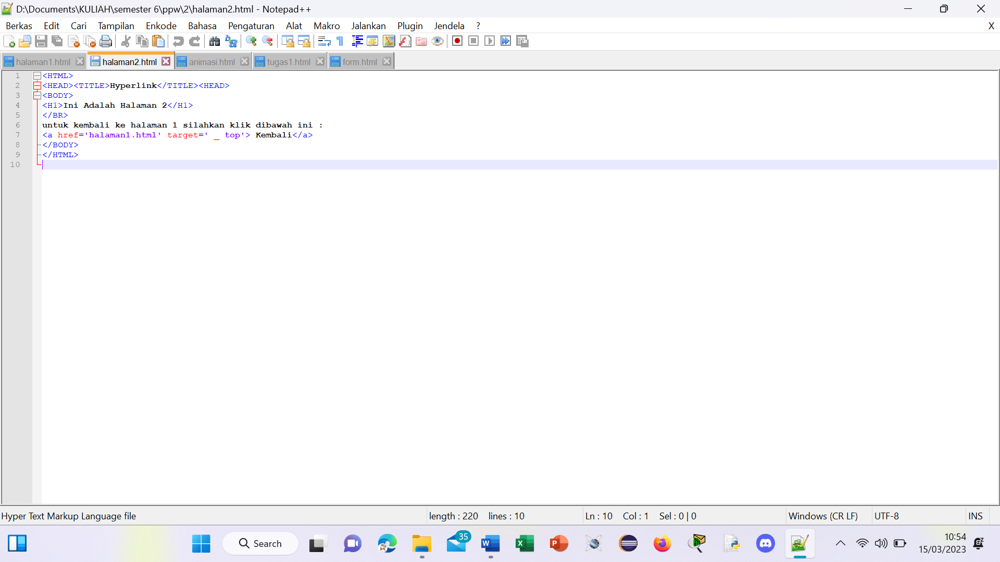 D:\Documents\KULIAH\semester 6\ppw\2\halaman2.html - Notepad++
Berkas Edit Cari Tampilan Enkode Bahasa Pengaturan Alat Makro Jalankan Plugin Jendela ? X
halaman1.html halaman2.html animasi.html tugas1.html form.html
1 <HTML>
2 <HEAD><TITLE>Hyperlink</TITLE><HEAD>
3 <BODY>
4 <H1>Ini Adalah Halaman 2</H1>
5 </BR>
6 untuk kembali ke halaman 1 silahkan klik dibawah ini :
7 <a href='halaman1.html' target=' _ top'> Kembali</a>
8 </BODY>
9 </HTML>
10
Hyper Text Markup Language file length : 220 lines : 10 Ln : 10 Col : 1 Sel : 0 | 0 Windows (CR LF) UTF-8 INS
Search 35 10:54
15/03/2023